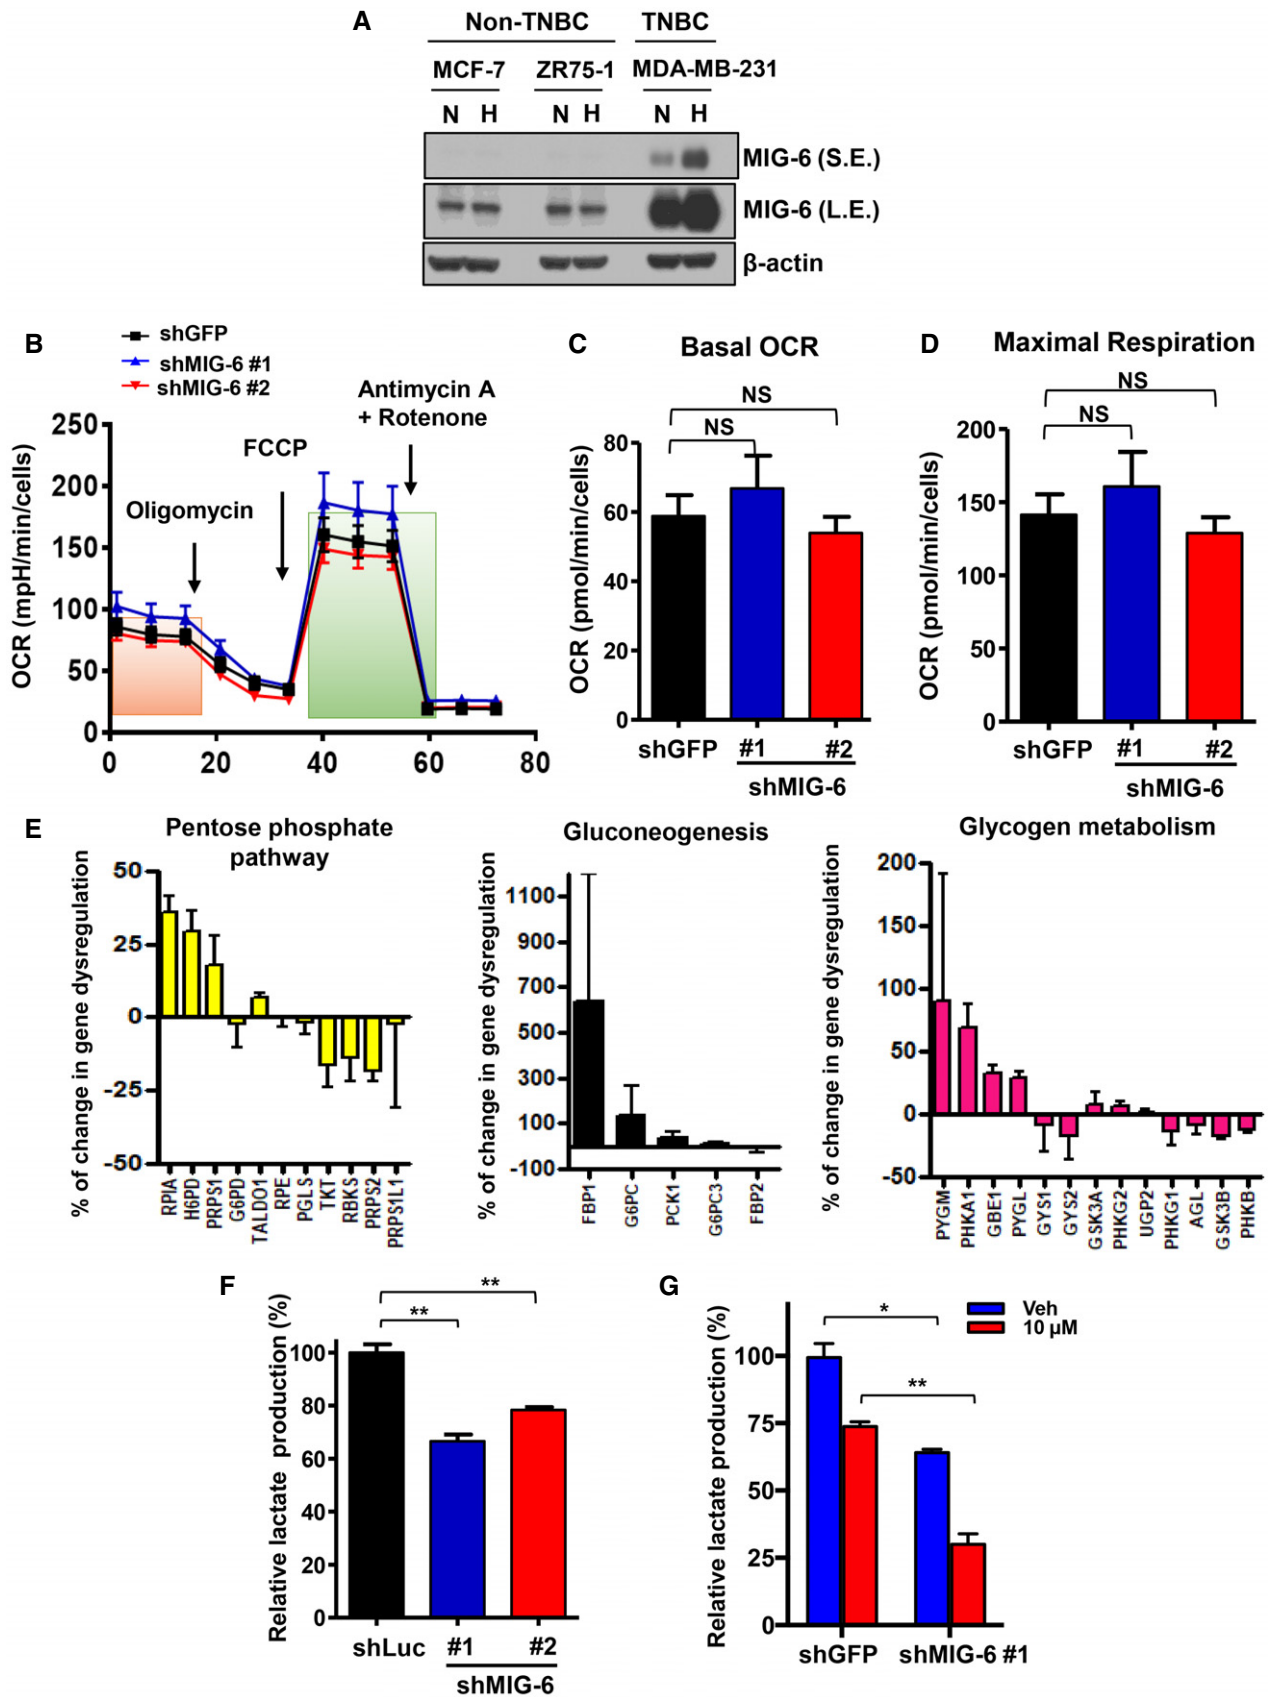 A
Non-TNBC TNBC
MCF-7 ZR75-1 MDA-MB-231
N H N H N H
MIG-6 (S.E.)
MIG-6 (L.E.)
β-actin
B
shGFP
shMIG-6 #1
shMIG-6 #2
Oligomycin
FCCP
Antimycin A
+ Rotenone
OCR (mpH/min/cells)
250
200
150
100
50
0
0 20 40 60 80
C
Basal OCR
NS
NS
OCR (pmol/min/cells)
80
60
40
20
0
shGFP #1 #2
shMIG-6
D
Maximal Respiration
NS
NS
OCR (pmol/min/cells)
200
150
100
50
0
shGFP #1 #2
shMIG-6
E
Pentose phosphate
pathway
% of change in gene dysregulation
50
25
0
-25
-50
RPIA H6PD PRPS1 G6PD TALDO1 RPE PGLS TKT RBKS PRPS2 PRPS1L1
Gluconeogenesis
% of change in gene dysregulation
1100
900
700
500
300
100
-100
FBP1 G6PC PCK1 G6PC3 FBP2
Glycogen metabolism
% of change in gene dysregulation
200
150
100
50
0
-50
PYGM PHKA1 GBE1 PYGL GYS1 GYS2 GSK3A PHKG2 UGP2 PHKG1 AGL GSK3B PHKB
F
**
**
Relative lactate production (%)
100
80
60
40
20
0
shLuc #1 #2
shMIG-6
G
*
**
Veh
10 µM
Relative lactate production (%)
100
75
50
25
0
shGFP shMIG-6 #1